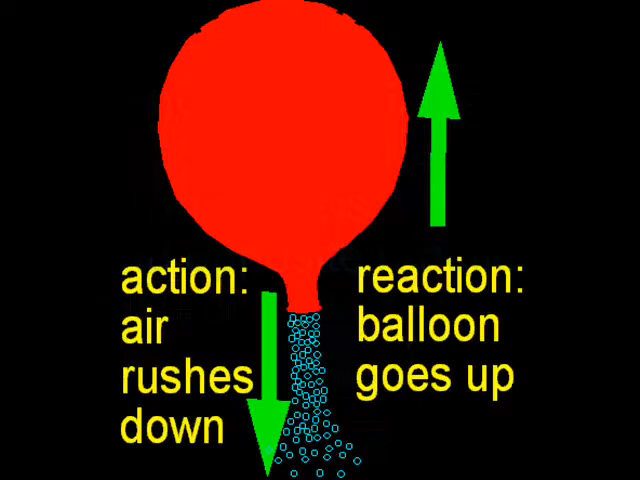 action:
air
rushes
down
reaction:
balloon
goes up